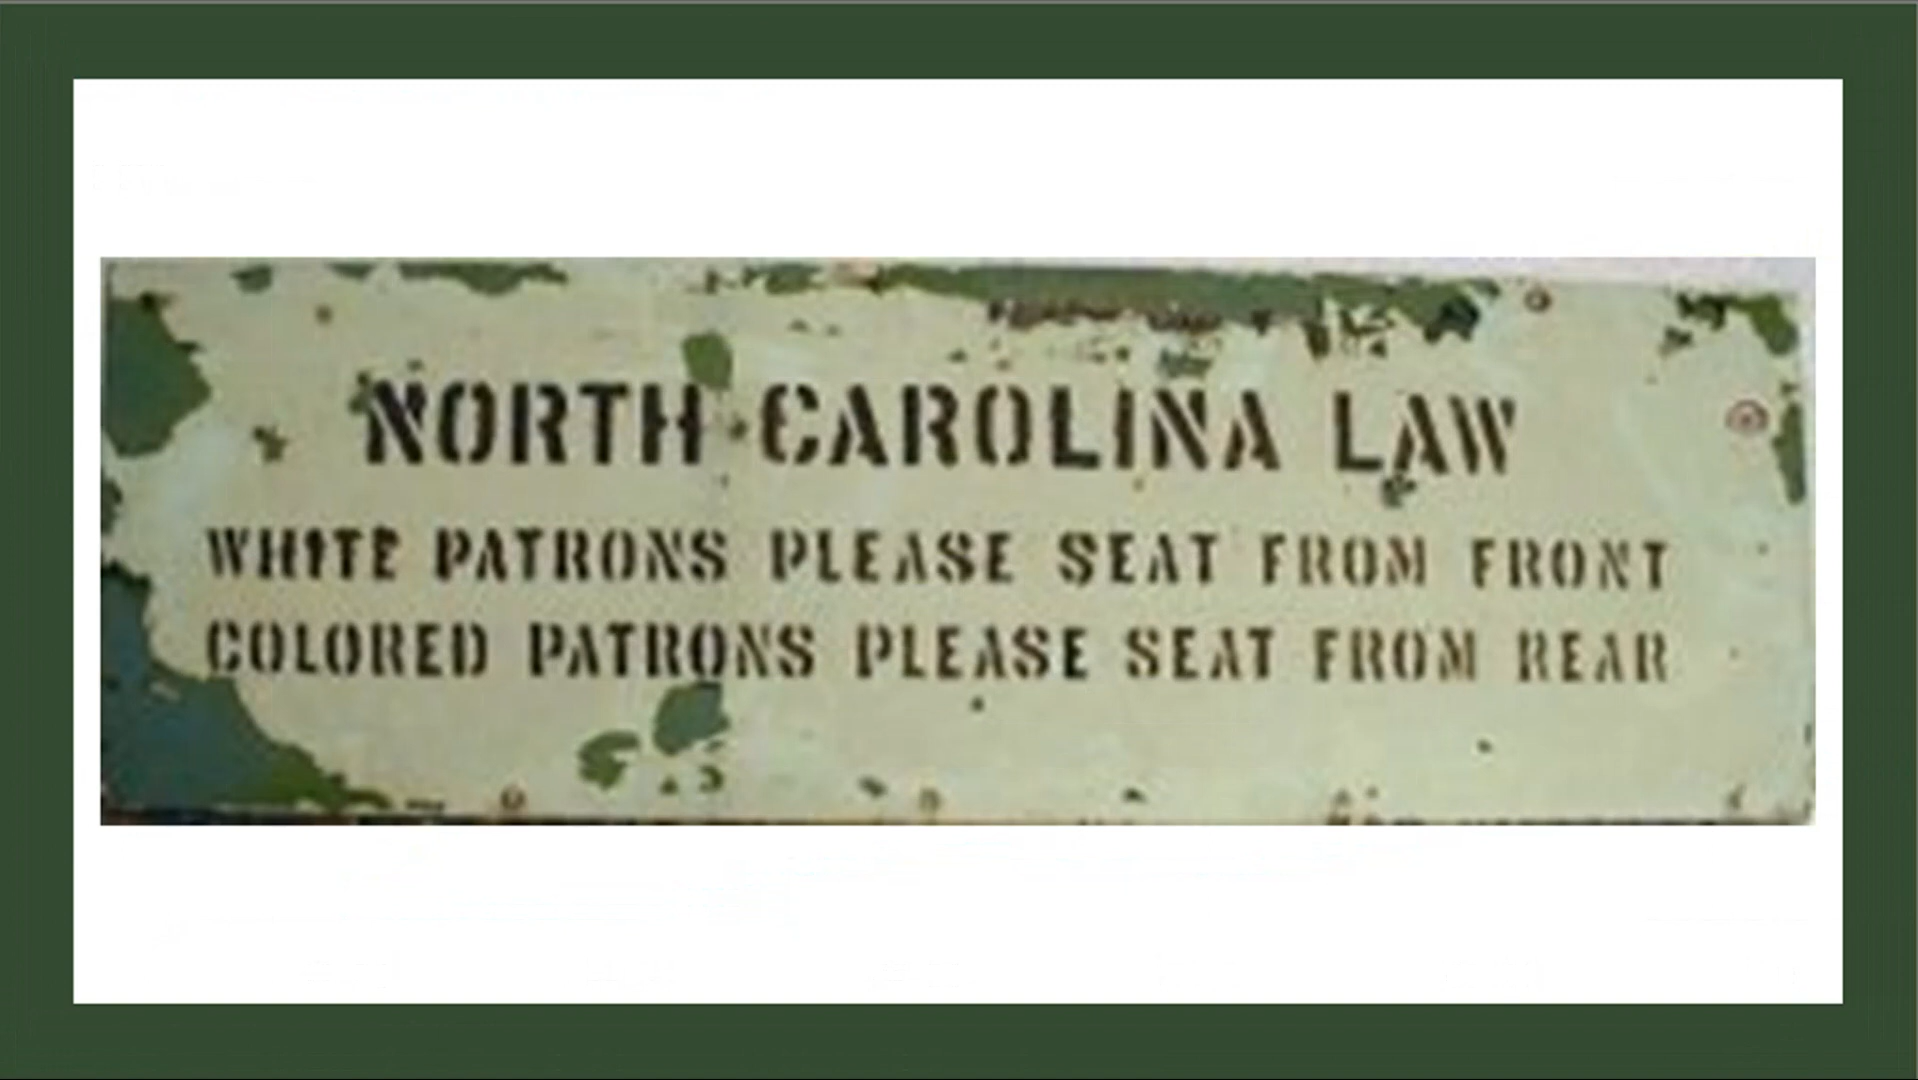 NORTH CAROLINA LAW
WHITE PATRONS PLEASE SEAT FROM FRONT
COLORED PATRONS PLEASE SEAT FROM REAR